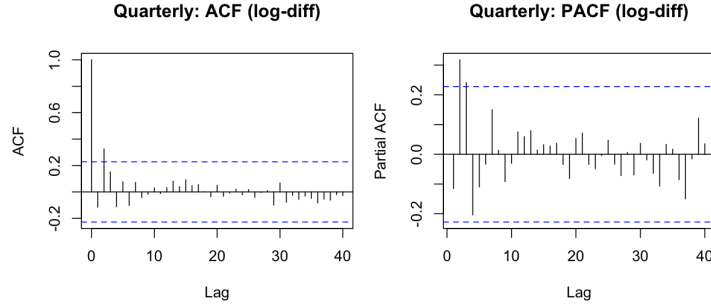 Quarterly: ACF (log-diff)
ACF
1.0
0.6
0.2
-0.2
0
10
20
30
40
Lag
Quarterly: PACF (log-diff)
Partial ACF
0.2
0.0
-0.2
0
10
20
30
40
Lag